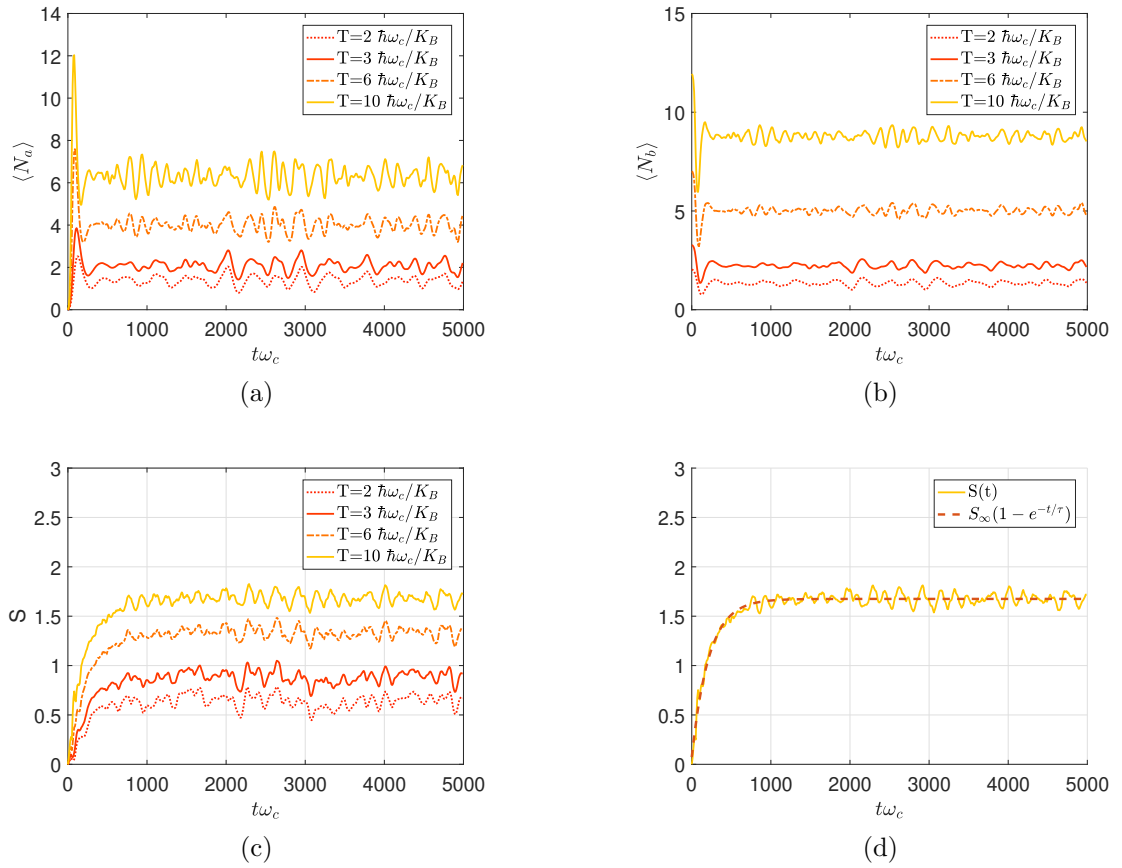 14
12
10
8
6
4
2
0
⟨N_a⟩
T=2 ħω_c/K_B
T=3 ħω_c/K_B
T=6 ħω_c/K_B
T=10 ħω_c/K_B
0 1000 2000 3000 4000 5000
tω_c
(a)
15
10
5
0
⟨N_b⟩
T=2 ħω_c/K_B
T=3 ħω_c/K_B
T=6 ħω_c/K_B
T=10 ħω_c/K_B
0 1000 2000 3000 4000 5000
tω_c
(b)
3
2.5
2
1.5
1
0.5
0
S
T=2 ħω_c/K_B
T=3 ħω_c/K_B
T=6 ħω_c/K_B
T=10 ħω_c/K_B
0 1000 2000 3000 4000 5000
tω_c
(c)
3
2.5
2
1.5
1
0.5
0
S(t)
S_∞(1 − e^{−t/τ})
0 1000 2000 3000 4000 5000
tω_c
(d)